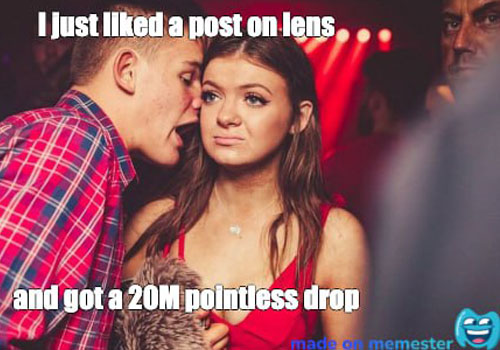 I just liked a post on lens
and got a 20M pointless drop
made on memester